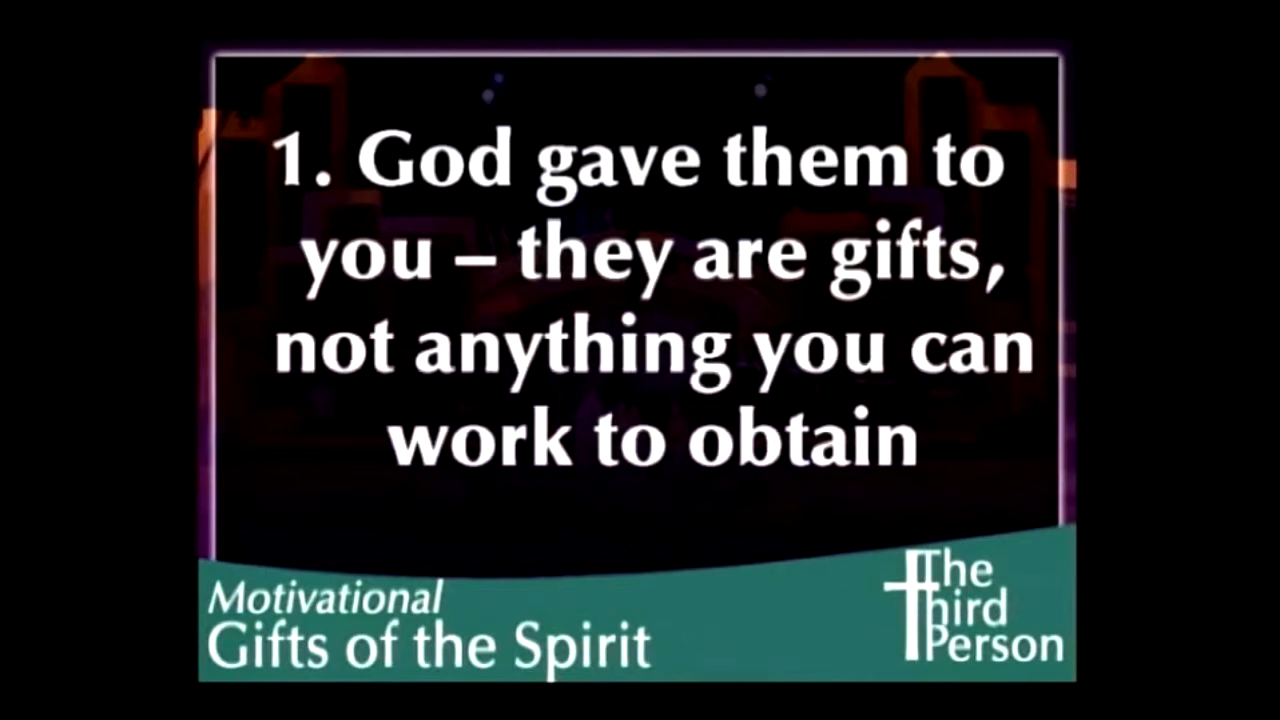 1. God gave them to
you – they are gifts,
not anything you can
work to obtain
Motivational
Gifts of the Spirit
The
Third
Person